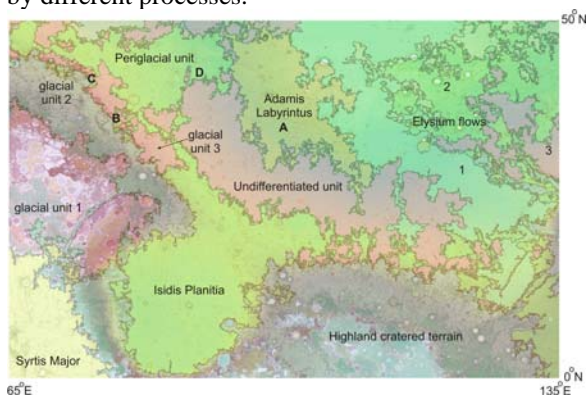 by different processes.
50°N
Periglacial unit
C
D
glacial
unit 2
2
Adamis
Labyrintus
A
B
Elysium flows
glacial
unit 3
3
1
Undifferentiated unit
glacial unit 1
Isidis Planitia
Highland cratered terrain
Syrtis Major
0°N
65°E
135°E